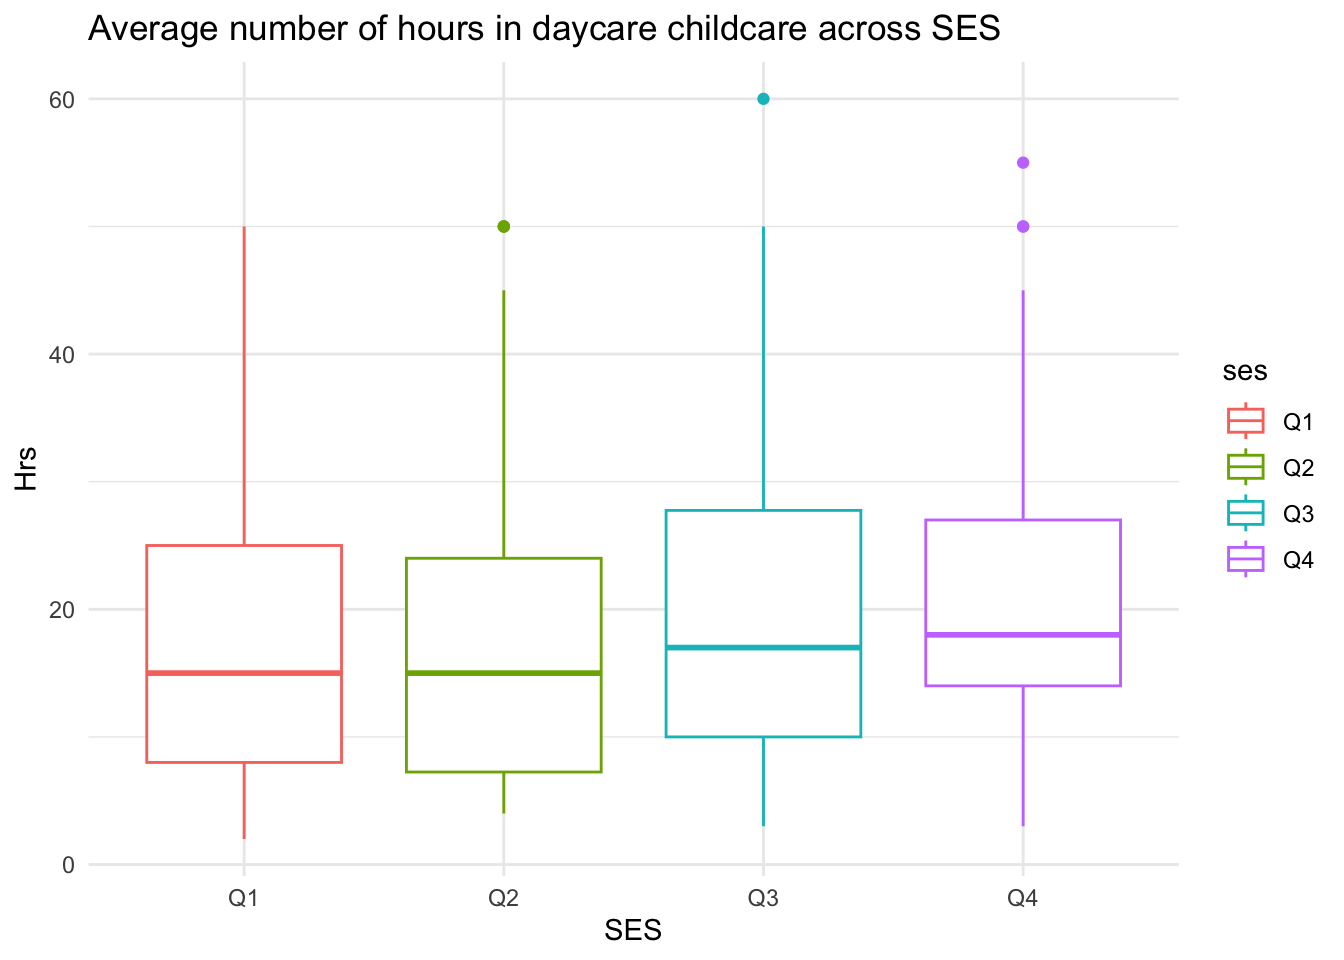 Average number of hours in daycare childcare across SES
60
40
20
0
Hrs
Q1
Q2
Q3
Q4
SES
ses
Q1
Q2
Q3
Q4